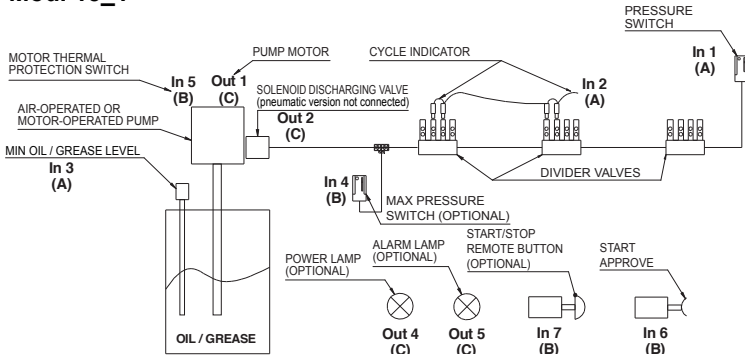 PRESSURE
SWITCH
In 1
(A)
MOTOR THERMAL
PROTECTION SWITCH
In 5
(B)
Out 1
(C)
PUMP MOTOR
CYCLE INDICATOR
In 2
(A)
SOLENOID DISCHARGING VALVE
(pneumatic version not connected)
Out 2
(C)
AIR-OPERATED OR
MOTOR-OPERATED PUMP
MIN OIL / GREASE LEVEL
In 3
(A)
DIVIDER VALVES
In 4
(B)
MAX PRESSURE
SWITCH (OPTIONAL)
POWER LAMP
(OPTIONAL)
ALARM LAMP
(OPTIONAL)
START/STOP
REMOTE BUTTON
(OPTIONAL)
START
APPROVE
OIL / GREASE
Out 4
(C)
Out 5
(C)
In 7
(B)
In 6
(B)